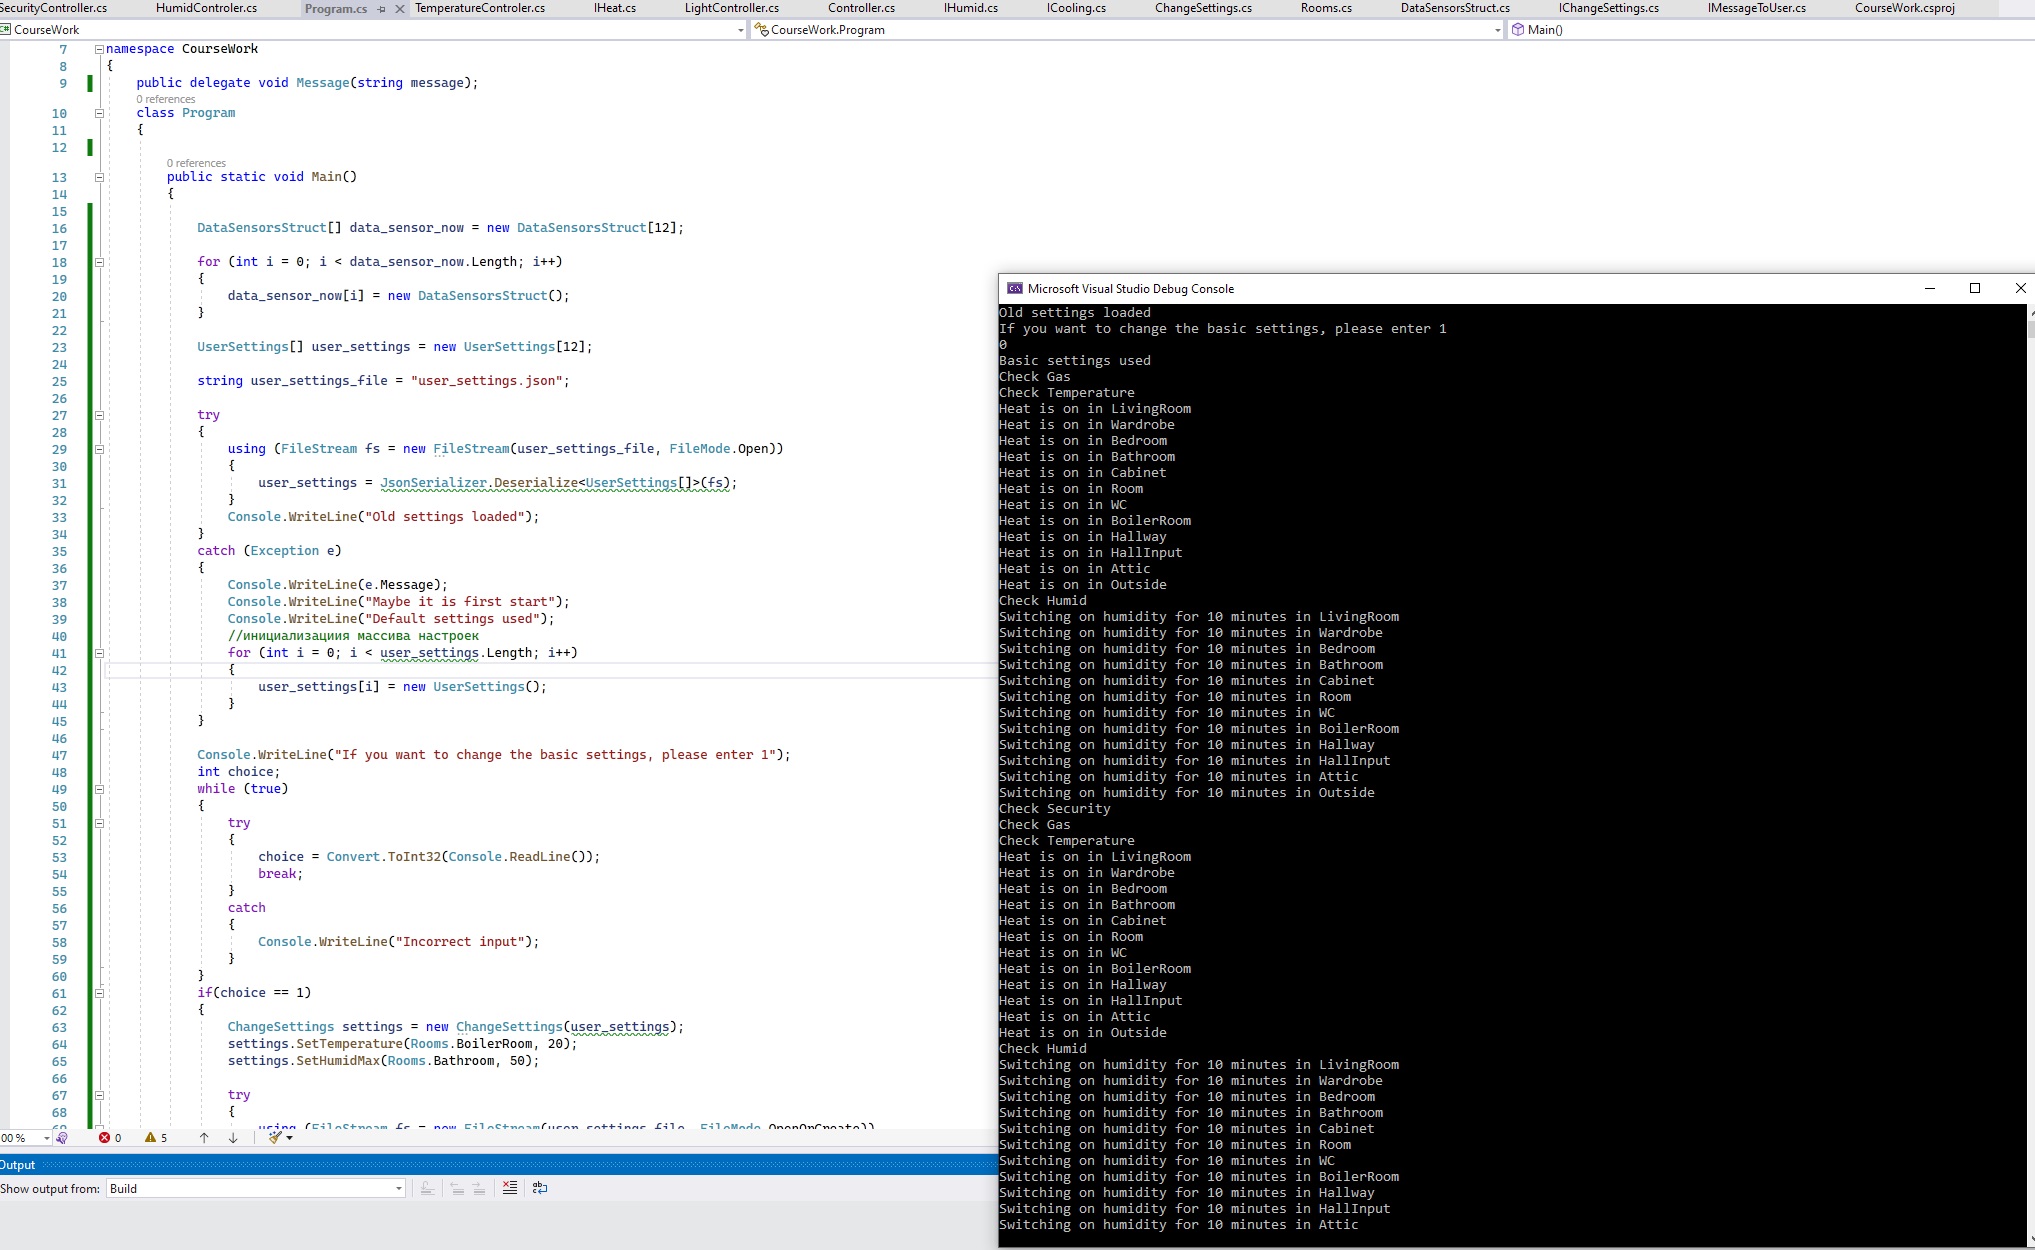 SecurityController.cs HumidControler.cs Program.cs TemperatureControler.cs IHeat.cs LightController.cs Controller.cs IHumid.cs ICooling.cs ChangeSettings.cs Rooms.cs DataSensorsStruct.cs IChangeSettings.cs IMessageToUser.cs CourseWork.csproj
C# CourseWork CourseWork.Program Main()
7 namespace CourseWork
8 {
9 public delegate void Message(string message);
0 references
10 class Program
11 {
12
0 references
13 public static void Main()
14 {
15
16 DataSensorsStruct[] data_sensor_now = new DataSensorsStruct[12];
17
18 for (int i = 0; i < data_sensor_now.Length; i++)
19 {
20 data_sensor_now[i] = new DataSensorsStruct();
21 }
22
23 UserSettings[] user_settings = new UserSettings[12];
24
25 string user_settings_file = "user_settings.json";
26
27 try
28 {
29 using (FileStream fs = new FileStream(user_settings_file, FileMode.Open))
30 {
31 user_settings = JsonSerializer.Deserialize<UserSettings[]>(fs);
32 }
33 Console.WriteLine("Old settings loaded");
34 }
35 catch (Exception e)
36 {
37 Console.WriteLine(e.Message);
38 Console.WriteLine("Maybe it is first start");
39 Console.WriteLine("Default settings used");
40 //инициализациия массива настроек
41 for (int i = 0; i < user_settings.Length; i++)
42 {
43 user_settings[i] = new UserSettings();
44 }
45 }
46
47 Console.WriteLine("If you want to change the basic settings, please enter 1");
48 int choice;
49 while (true)
50 {
51 try
52 {
53 choice = Convert.ToInt32(Console.ReadLine());
54 break;
55 }
56 catch
57 {
58 Console.WriteLine("Incorrect input");
59 }
60 }
61 if(choice == 1)
62 {
63 ChangeSettings settings = new ChangeSettings(user_settings);
64 settings.SetTemperature(Rooms.BoilerRoom, 20);
65 settings.SetHumidMax(Rooms.Bathroom, 50);
66
67 try
68 {
69 using (FileStream fs = new FileStream(user_settings_file, FileMode.OpenOrCreate))
00 % 0 5
Output
Show output from: Build
Microsoft Visual Studio Debug Console
Old settings loaded
If you want to change the basic settings, please enter 1
0
Basic settings used
Check Gas
Check Temperature
Heat is on in LivingRoom
Heat is on in Wardrobe
Heat is on in Bedroom
Heat is on in Bathroom
Heat is on in Cabinet
Heat is on in Room
Heat is on in WC
Heat is on in BoilerRoom
Heat is on in Hallway
Heat is on in HallInput
Heat is on in Attic
Heat is on in Outside
Check Humid
Switching on humidity for 10 minutes in LivingRoom
Switching on humidity for 10 minutes in Wardrobe
Switching on humidity for 10 minutes in Bedroom
Switching on humidity for 10 minutes in Bathroom
Switching on humidity for 10 minutes in Cabinet
Switching on humidity for 10 minutes in Room
Switching on humidity for 10 minutes in WC
Switching on humidity for 10 minutes in BoilerRoom
Switching on humidity for 10 minutes in Hallway
Switching on humidity for 10 minutes in HallInput
Switching on humidity for 10 minutes in Attic
Switching on humidity for 10 minutes in Outside
Check Security
Check Gas
Check Temperature
Heat is on in LivingRoom
Heat is on in Wardrobe
Heat is on in Bedroom
Heat is on in Bathroom
Heat is on in Cabinet
Heat is on in Room
Heat is on in WC
Heat is on in BoilerRoom
Heat is on in Hallway
Heat is on in HallInput
Heat is on in Attic
Heat is on in Outside
Check Humid
Switching on humidity for 10 minutes in LivingRoom
Switching on humidity for 10 minutes in Wardrobe
Switching on humidity for 10 minutes in Bedroom
Switching on humidity for 10 minutes in Bathroom
Switching on humidity for 10 minutes in Cabinet
Switching on humidity for 10 minutes in Room
Switching on humidity for 10 minutes in WC
Switching on humidity for 10 minutes in BoilerRoom
Switching on humidity for 10 minutes in Hallway
Switching on humidity for 10 minutes in HallInput
Switching on humidity for 10 minutes in Attic